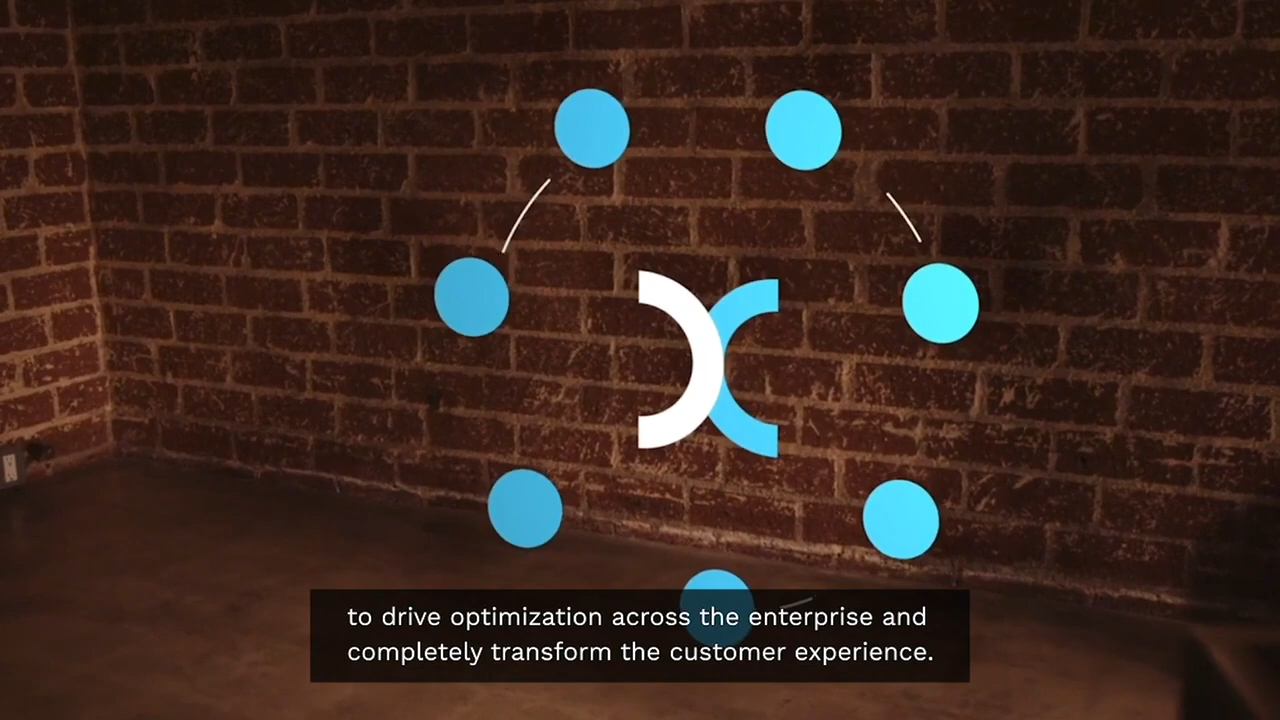 to drive optimization across the enterprise and
completely transform the customer experience.